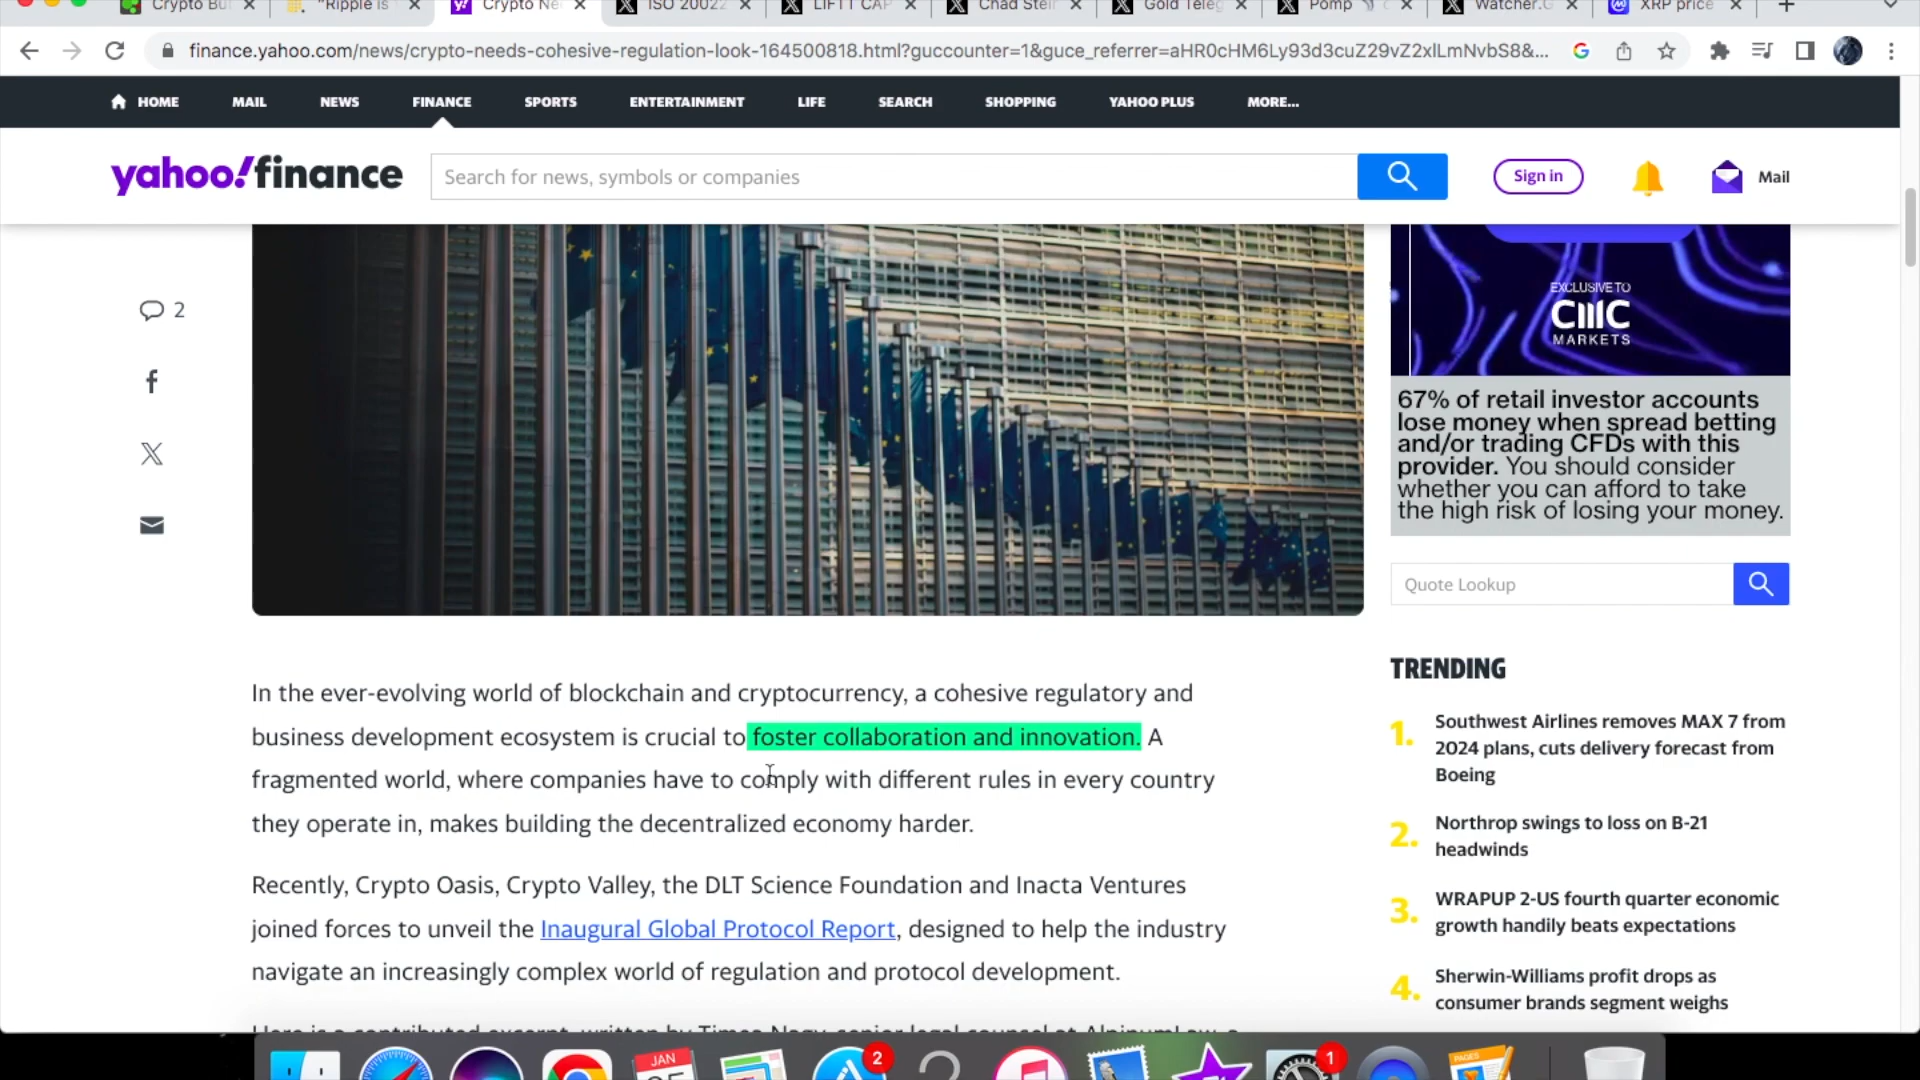 Crypto Bu
"Ripple is
Crypto Ne
ISO 20022
LIFTT CAP
Chad Stei
Gold Teleg
Pomp
Watcher.G
XRP price
finance.yahoo.com/news/crypto-needs-cohesive-regulation-look-164500818.html?guccounter=1&guce_referrer=aHR0cHM6Ly93d3cuZ29vZ2xlLmNvbS8&...
HOME MAIL NEWS FINANCE SPORTS ENTERTAINMENT LIFE SEARCH SHOPPING YAHOO PLUS MORE...
yahoo!finance
Search for news, symbols or companies
Sign in
Mail
2
EXCLUSIVE TO
CMC
MARKETS
67% of retail investor accounts
lose money when spread betting
and/or trading CFDs with this
provider. You should consider
whether you can afford to take
the high risk of losing your money.
Quote Lookup
In the ever-evolving world of blockchain and cryptocurrency, a cohesive regulatory and
business development ecosystem is crucial to foster collaboration and innovation. A
fragmented world, where companies have to comply with different rules in every country
they operate in, makes building the decentralized economy harder.
Recently, Crypto Oasis, Crypto Valley, the DLT Science Foundation and Inacta Ventures
joined forces to unveil the Inaugural Global Protocol Report, designed to help the industry
navigate an increasingly complex world of regulation and protocol development.
TRENDING
1. Southwest Airlines removes MAX 7 from
2024 plans, cuts delivery forecast from
Boeing
2. Northrop swings to loss on B-21
headwinds
3. WRAPUP 2-US fourth quarter economic
growth handily beats expectations
4. Sherwin-Williams profit drops as
consumer brands segment weighs
JAN
2
1
PAGES